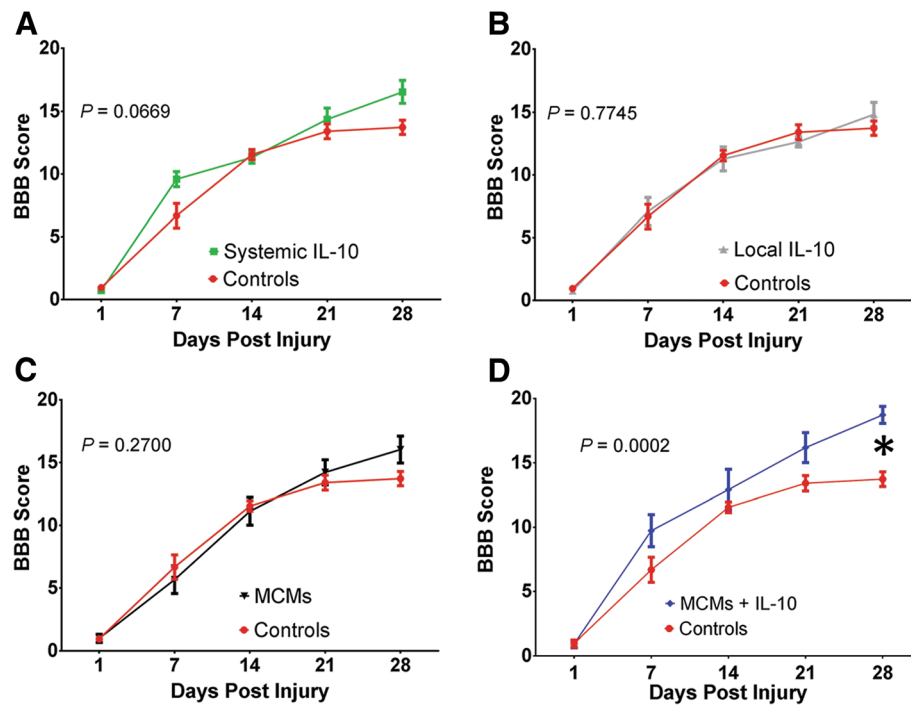 A
20
15
10
5
0
BBB Score
P = 0.0669
Systemic IL-10
Controls
1 7 14 21 28
Days Post Injury
B
20
15
10
5
0
BBB Score
P = 0.7745
Local IL-10
Controls
1 7 14 21 28
Days Post Injury
C
20
15
10
5
0
BBB Score
P = 0.2700
MCMs
Controls
1 7 14 21 28
Days Post Injury
D
20
15
10
5
0
BBB Score
P = 0.0002
*
MCMs + IL-10
Controls
1 7 14 21 28
Days Post Injury